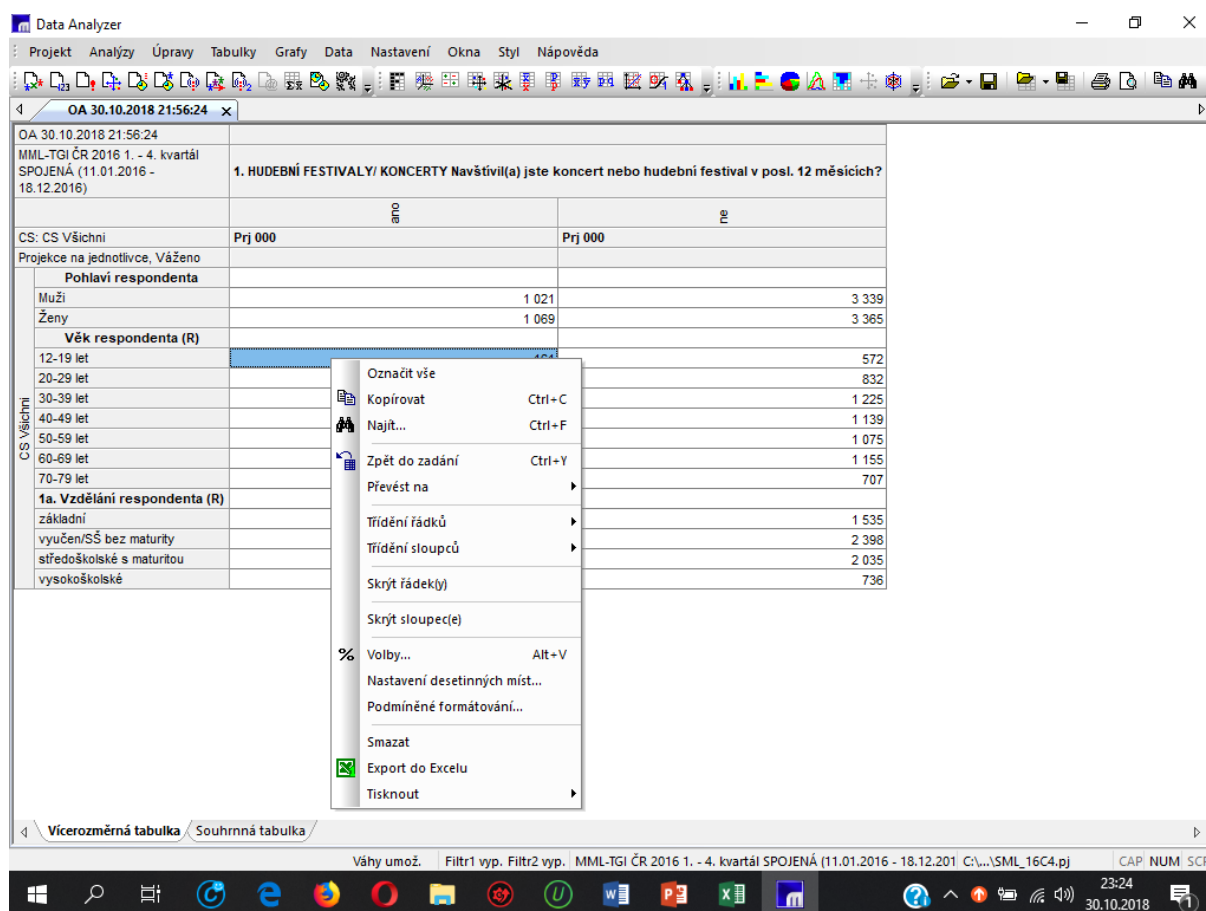 Data Analyzer
Projekt Analýzy Úpravy Tabulky Grafy Data Nastavení Okna Styl Nápověda
OA 30.10.2018 21:56:24
OA 30.10.2018 21:56:24
MML-TGI ČR 2016 1. - 4. kvartál
SPOJENÁ (11.01.2016 -
18.12.2016)
1. HUDEBNÍ FESTIVALY/ KONCERTY Navštívil(a) jste koncert nebo hudební festival v posl. 12 měsících?
ano ne
CS: CS Všichni Prj 000 Prj 000
Projekce na jednotlivce, Váženo
CS Všichni
Pohlaví respondenta
Muži 1 021 3 339
Ženy 1 069 3 365
Věk respondenta (R)
12-19 let 572
20-29 let 832
30-39 let 1 225
40-49 let 1 139
50-59 let 1 075
60-69 let 1 155
70-79 let 707
1a. Vzdělání respondenta (R)
základní 1 535
vyučen/SŠ bez maturity 2 398
středoškolské s maturitou 2 035
vysokoškolské 736
Označit vše
Kopírovat Ctrl+C
Najít... Ctrl+F
Zpět do zadání Ctrl+Y
Převést na
Třídění řádků
Třídění sloupců
Skrýt řádek(y)
Skrýt sloupec(e)
% Volby... Alt+V
Nastavení desetinných míst...
Podmíněné formátování...
Smazat
Export do Excelu
Tisknout
Vícerozměrná tabulka Souhrnná tabulka
Váhy umož. Filtr1 vyp. Filtr2 vyp. MML-TGI ČR 2016 1. - 4. kvartál SPOJENÁ (11.01.2016 - 18.12.201 C:\...\SML_16C4.pj CAP NUM SCR
23:24
30.10.2018